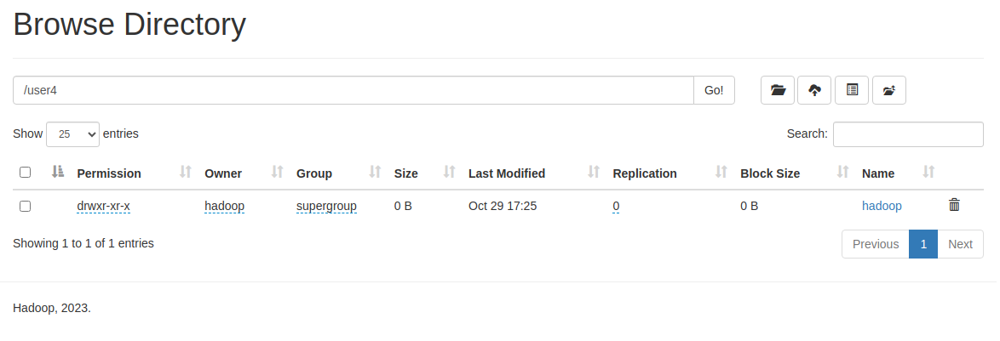 Browse Directory
/user4 Go!
Show 25 entries Search:
Permission Owner Group Size Last Modified Replication Block Size Name
drwxr-xr-x hadoop supergroup 0 B Oct 29 17:25 0 0 B hadoop
Showing 1 to 1 of 1 entries Previous 1 Next
Hadoop, 2023.